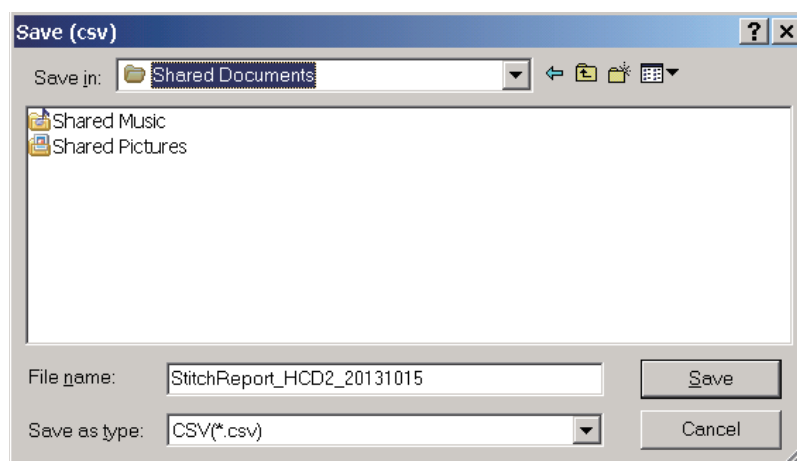 Save (csv)
Save in: Shared Documents
Shared Music
Shared Pictures
File name: StitchReport_HCD2_20131015 Save
Save as type: CSV(*.csv) Cancel